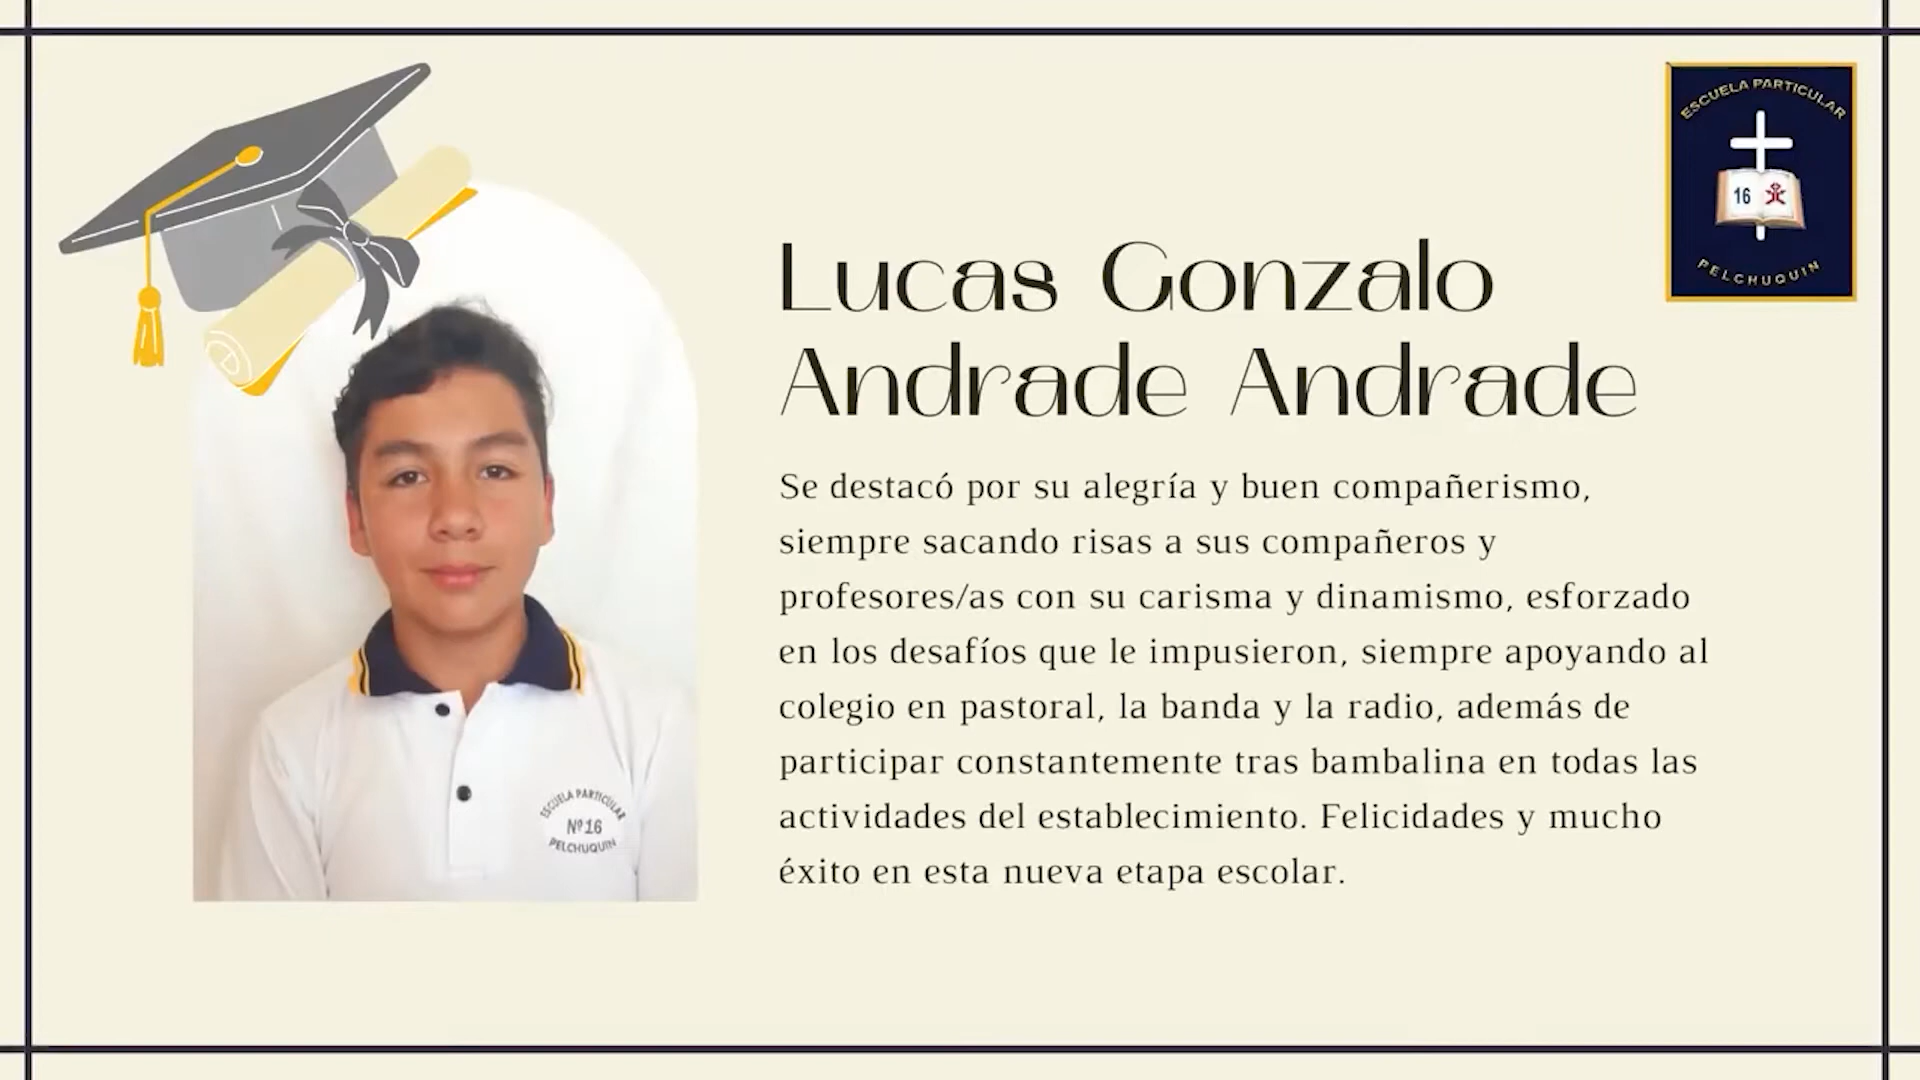 ESCUELA PARTICULAR
16
PELCHUQUIN
Lucas Gonzalo
Andrade Andrade
Se destacó por su alegría y buen compañerismo,
siempre sacando risas a sus compañeros y
profesores/as con su carisma y dinamismo, esforzado
en los desafíos que le impusieron, siempre apoyando al
colegio en pastoral, la banda y la radio, además de
participar constantemente tras bambalina en todas las
actividades del establecimiento. Felicidades y mucho
éxito en esta nueva etapa escolar.
ESCUELA PARTICULAR
Nº16
PELCHUQUIN